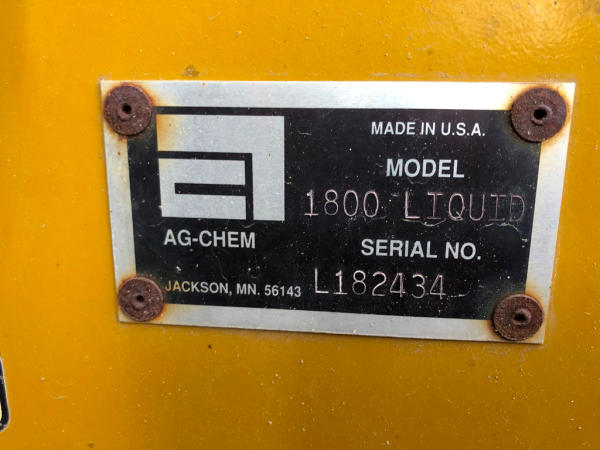 MADE IN U.S.A.
MODEL
1800 LIQUID
AG-CHEM
SERIAL NO.
JACKSON, MN. 56143
L182434